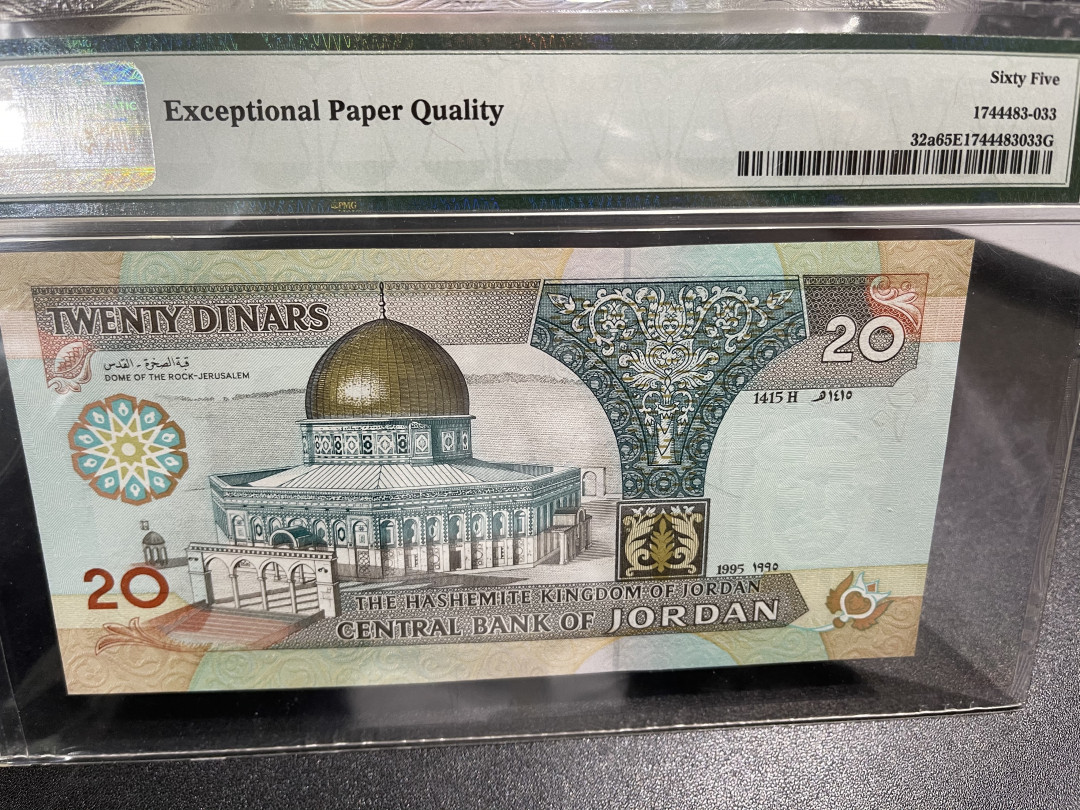 Sixty Five
Exceptional Paper Quality
1744483-033
32a65E1744483033G
PMG
TWENTY DINARS
20
قبة الصخرة - القدس
DOME OF THE ROCK-JERUSALEM
1415 H ١٤١٥هـ
1995 ١٩٩٥
20
THE HASHEMITE KINGDOM OF JORDAN
CENTRAL BANK OF JORDAN